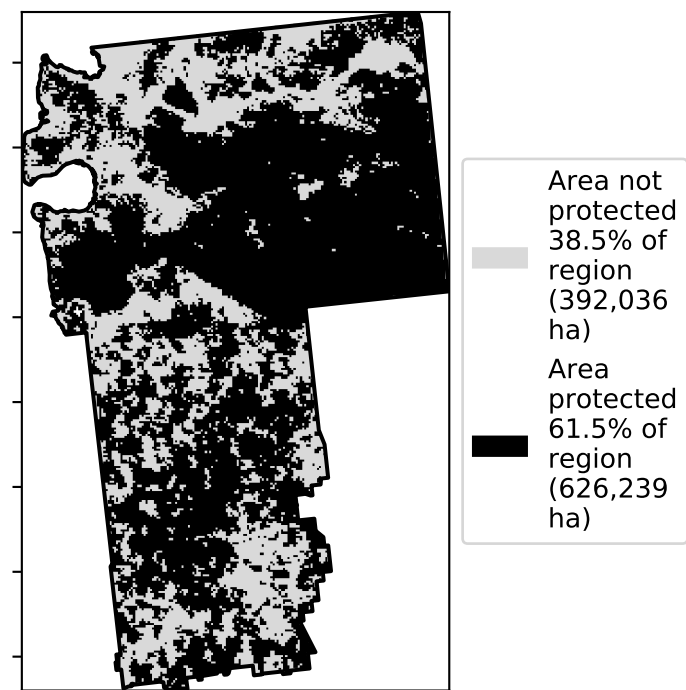 Area not
protected
38.5% of
region
(392,036
ha)
Area
protected
61.5% of
region
(626,239
ha)